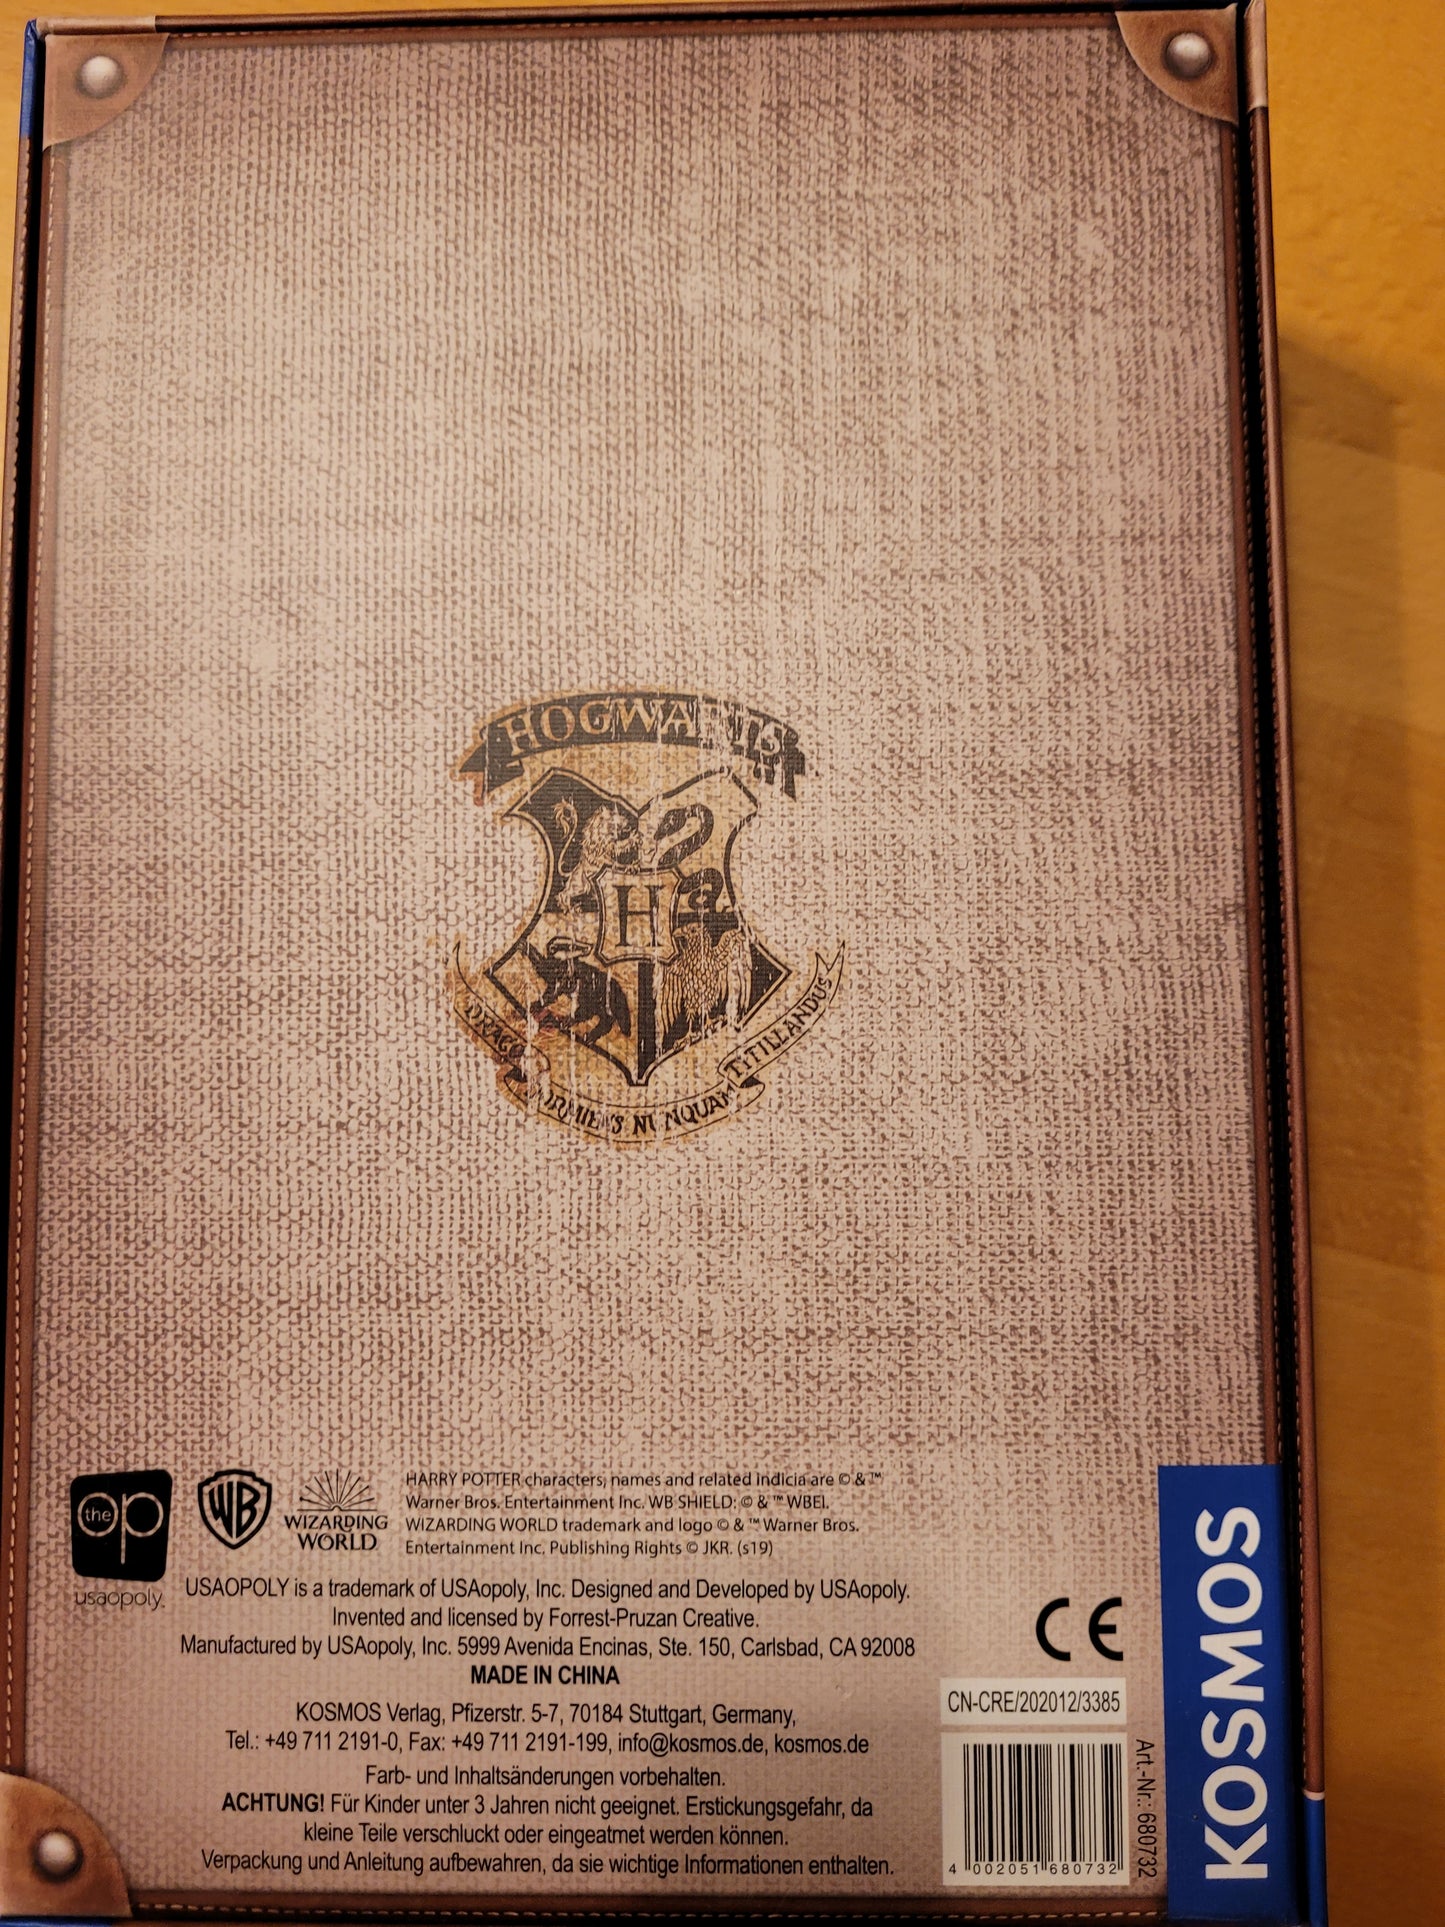 HOGWARTS
H
DRACO DORMIENS NUNQUAM TITILLANDUS
the op
usaopoly
WB
WIZARDING
WORLD
HARRY POTTER characters, names and related indicia are © & ™
Warner Bros. Entertainment Inc. WB SHIELD: © & ™ WBEI.
WIZARDING WORLD trademark and logo © & ™ Warner Bros.
Entertainment Inc. Publishing Rights © JKR. (s19)
USAOPOLY is a trademark of USAopoly, Inc. Designed and Developed by USAopoly.
Invented and licensed by Forrest-Pruzan Creative.
Manufactured by USAopoly, Inc. 5999 Avenida Encinas, Ste. 150, Carlsbad, CA 92008
MADE IN CHINA
KOSMOS Verlag, Pfizerstr. 5-7, 70184 Stuttgart, Germany,
Tel.: +49 711 2191-0, Fax: +49 711 2191-199, info@kosmos.de, kosmos.de
Farb- und Inhaltsänderungen vorbehalten.
ACHTUNG! Für Kinder unter 3 Jahren nicht geeignet. Erstickungsgefahr, da
kleine Teile verschluckt oder eingeatmet werden können.
Verpackung und Anleitung aufbewahren, da sie wichtige Informationen enthalten.
CE
CN-CRE/202012/3385
4 002051 680732
Art.-Nr.: 680732
KOSMOS